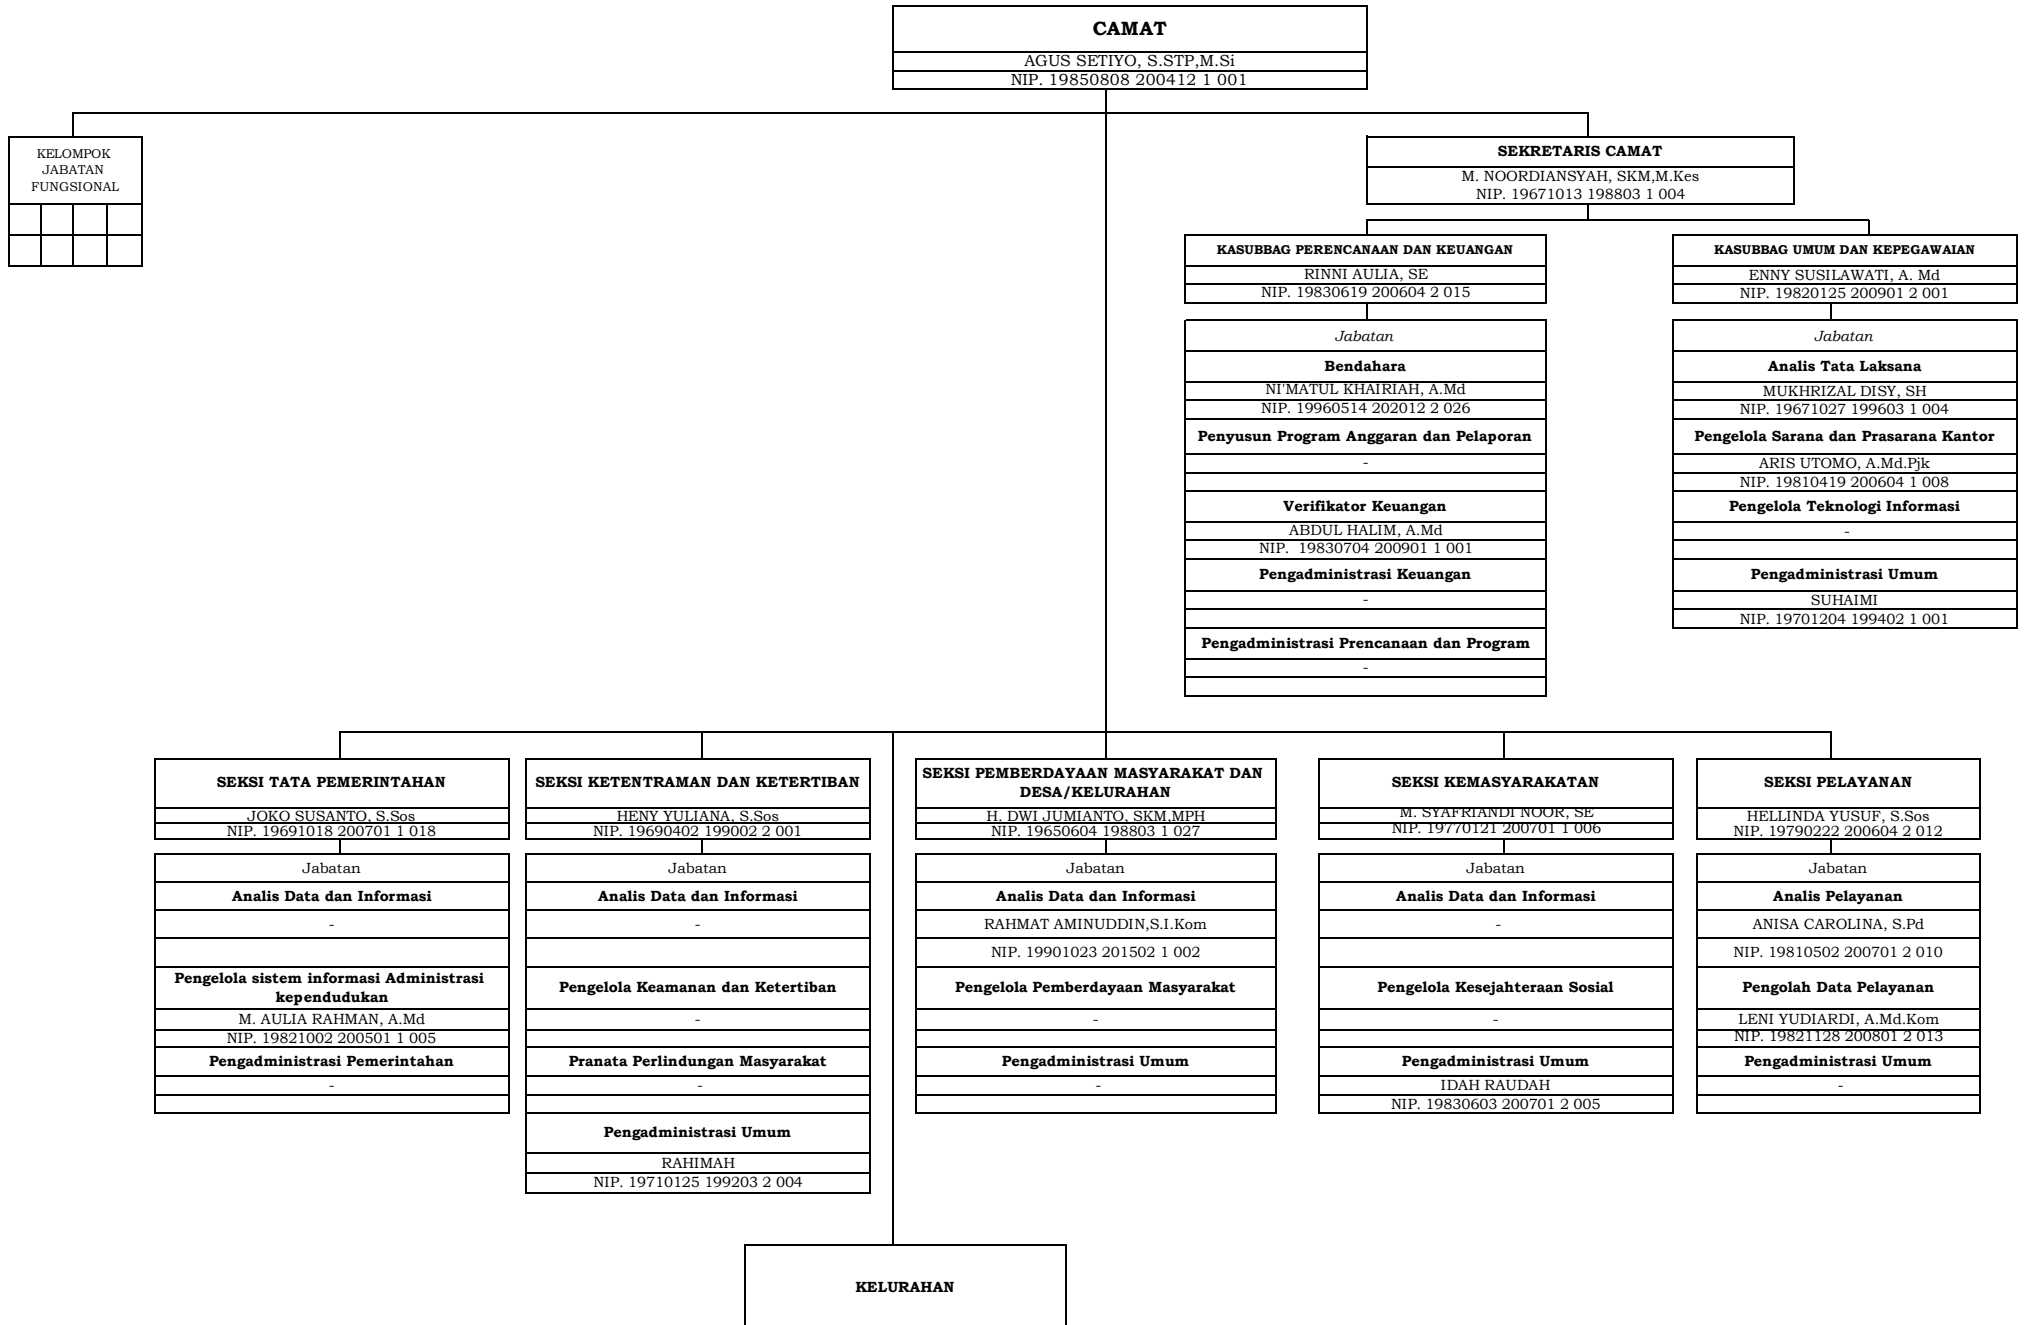 CAMAT
AGUS SETIYO, S.STP,M.Si
NIP. 19850808 200412 1 001
KELOMPOK
JABATAN
FUNGSIONAL
SEKRETARIS CAMAT
M. NOORDIANSYAH, SKM,M.Kes
NIP. 19671013 198803 1 004
KASUBBAG PERENCANAAN DAN KEUANGAN
RINNI AULIA, SE
NIP. 19830619 200604 2 015
Jabatan
Bendahara
NI'MATUL KHAIRIAH, A.Md
NIP. 19960514 202012 2 026
Penyusun Program Anggaran dan Pelaporan
-
Verifikator Keuangan
ABDUL HALIM, A.Md
NIP.  19830704 200901 1 001
Pengadministrasi Keuangan
-
Pengadministrasi Prencanaan dan Program
-
KASUBBAG UMUM DAN KEPEGAWAIAN
ENNY SUSILAWATI, A. Md
NIP. 19820125 200901 2 001
Jabatan
Analis Tata Laksana
MUKHRIZAL DISY, SH
NIP. 19671027 199603 1 004
Pengelola Sarana dan Prasarana Kantor
ARIS UTOMO, A.Md.Pjk
NIP. 19810419 200604 1 008
Pengelola Teknologi Informasi
-
Pengadministrasi Umum
SUHAIMI
NIP. 19701204 199402 1 001
SEKSI TATA PEMERINTAHAN
JOKO SUSANTO, S.Sos
NIP. 19691018 200701 1 018
Jabatan
Analis Data dan Informasi
-
Pengelola sistem informasi Administrasi
kependudukan
M. AULIA RAHMAN, A.Md
NIP. 19821002 200501 1 005
Pengadministrasi Pemerintahan
-
SEKSI KETENTRAMAN DAN KETERTIBAN
HENY YULIANA, S.Sos
NIP. 19690402 199002 2 001
Jabatan
Analis Data dan Informasi
-
Pengelola Keamanan dan Ketertiban
-
Pranata Perlindungan Masyarakat
-
Pengadministrasi Umum
RAHIMAH
NIP. 19710125 199203 2 004
SEKSI PEMBERDAYAAN MASYARAKAT DAN
DESA/KELURAHAN
H. DWI JUMIANTO, SKM,MPH
NIP. 19650604 198803 1 027
Jabatan
Analis Data dan Informasi
RAHMAT AMINUDDIN,S.I.Kom
NIP. 19901023 201502 1 002
Pengelola Pemberdayaan Masyarakat
-
Pengadministrasi Umum
-
SEKSI KEMASYARAKATAN
M. SYAFRIANDI NOOR, SE
NIP. 19770121 200701 1 006
Jabatan
Analis Data dan Informasi
-
Pengelola Kesejahteraan Sosial
-
Pengadministrasi Umum
IDAH RAUDAH
NIP. 19830603 200701 2 005
SEKSI PELAYANAN
HELLINDA YUSUF, S.Sos
NIP. 19790222 200604 2 012
Jabatan
Analis Pelayanan
ANISA CAROLINA, S.Pd
NIP. 19810502 200701 2 010
Pengolah Data Pelayanan
LENI YUDIARDI, A.Md.Kom
NIP. 19821128 200801 2 013
Pengadministrasi Umum
-
KELURAHAN